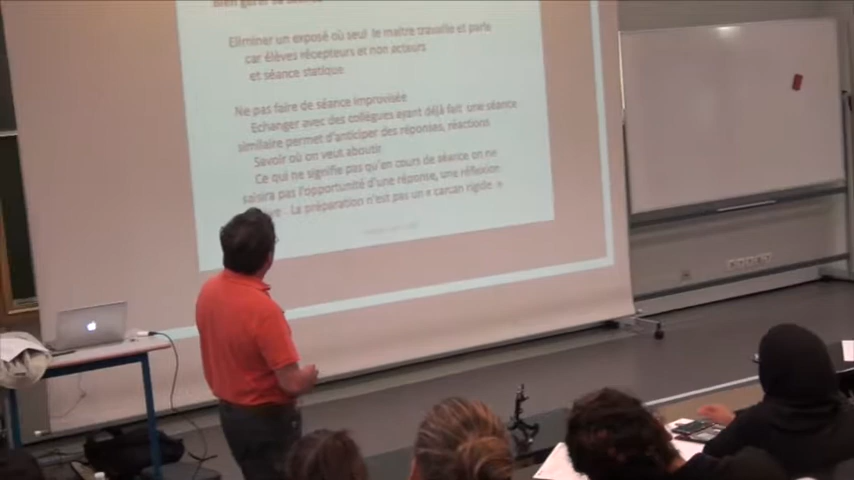 Eliminer un exposé où seul le maître travaille et parle
car élèves récepteurs et non acteurs
et séance statique
Ne pas faire de séance improvisée
Echanger avec des collègues ayant déjà fait une séance
similaire permet d'anticiper des réponses, réactions
Savoir où on veut aboutir
Ce qui ne signifie pas qu'en cours de séance on ne
saisira pas l'opportunité d'une réponse, une réflexion
La préparation n'est pas un « carcan rigide »